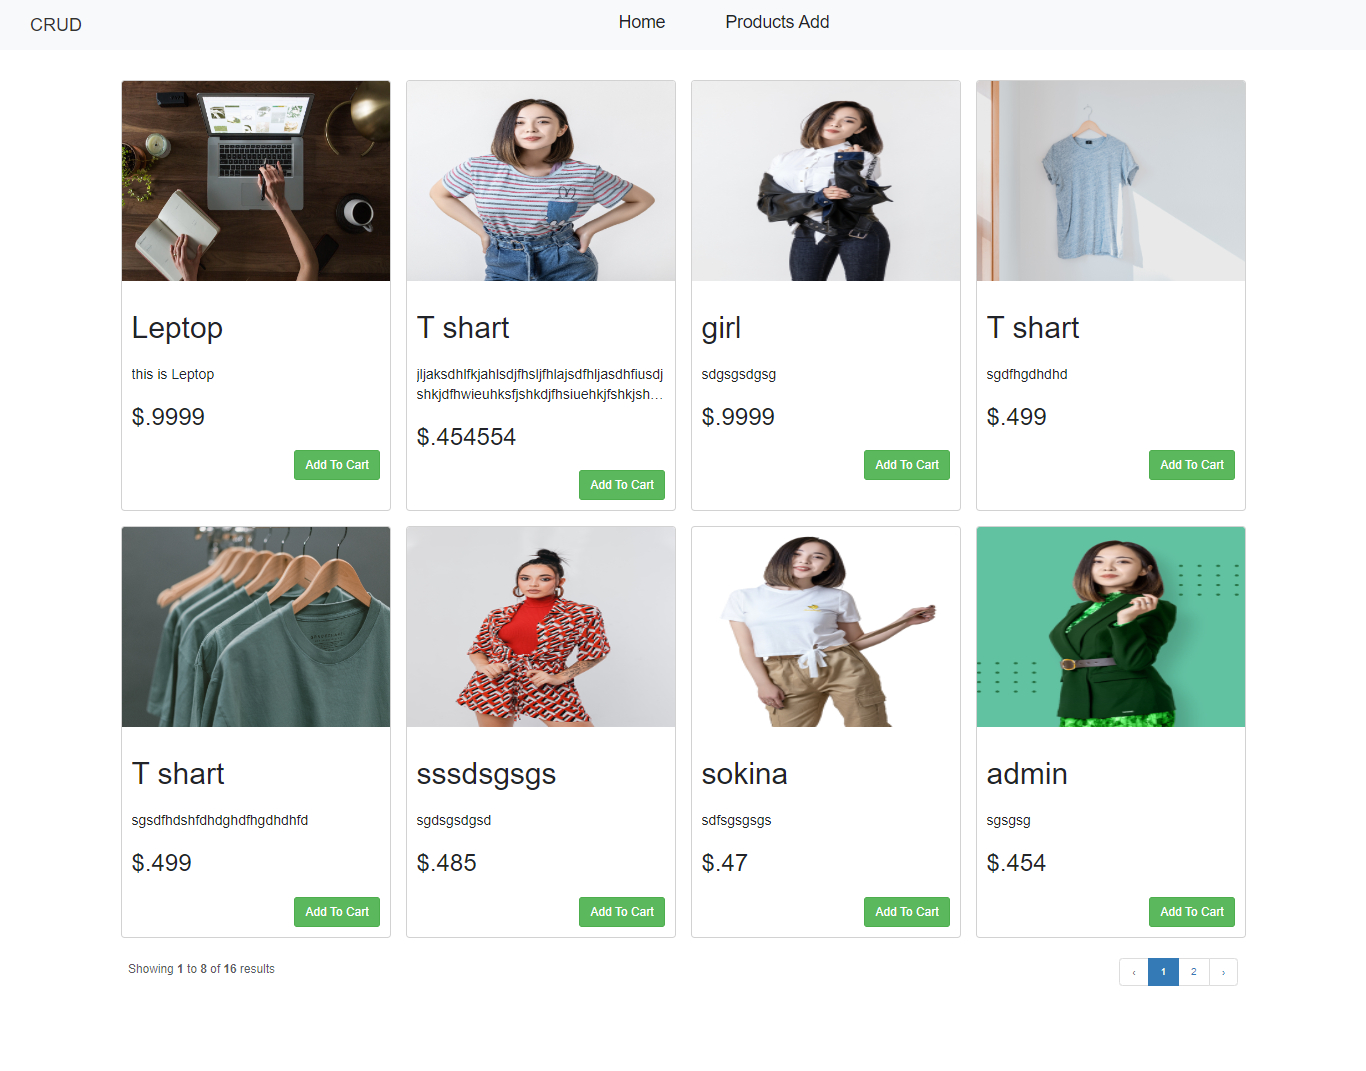 CRUD
Home
Products Add
Leptop
this is Leptop
$.9999
Add To Cart
T shart
jljaksdhlfkjahlsdjfhsljfhlajsdfhljasdhfiusdj
shkjdfhwieuhksfjshkdjfhsiuehkjfshkjsh...
$.454554
Add To Cart
girl
sdgsgsdgsg
$.9999
Add To Cart
T shart
sgdfhgdhdhd
$.499
Add To Cart
T shart
sgsdfhdshfdhdghdfhgdhdhfd
$.499
Add To Cart
sssdsgsgs
sgdsgsdgsd
$.485
Add To Cart
sokina
sdfsgsgsgs
$.47
Add To Cart
admin
sgsgsg
$.454
Add To Cart
Showing 1 to 8 of 16 results
‹ 1 2 ›